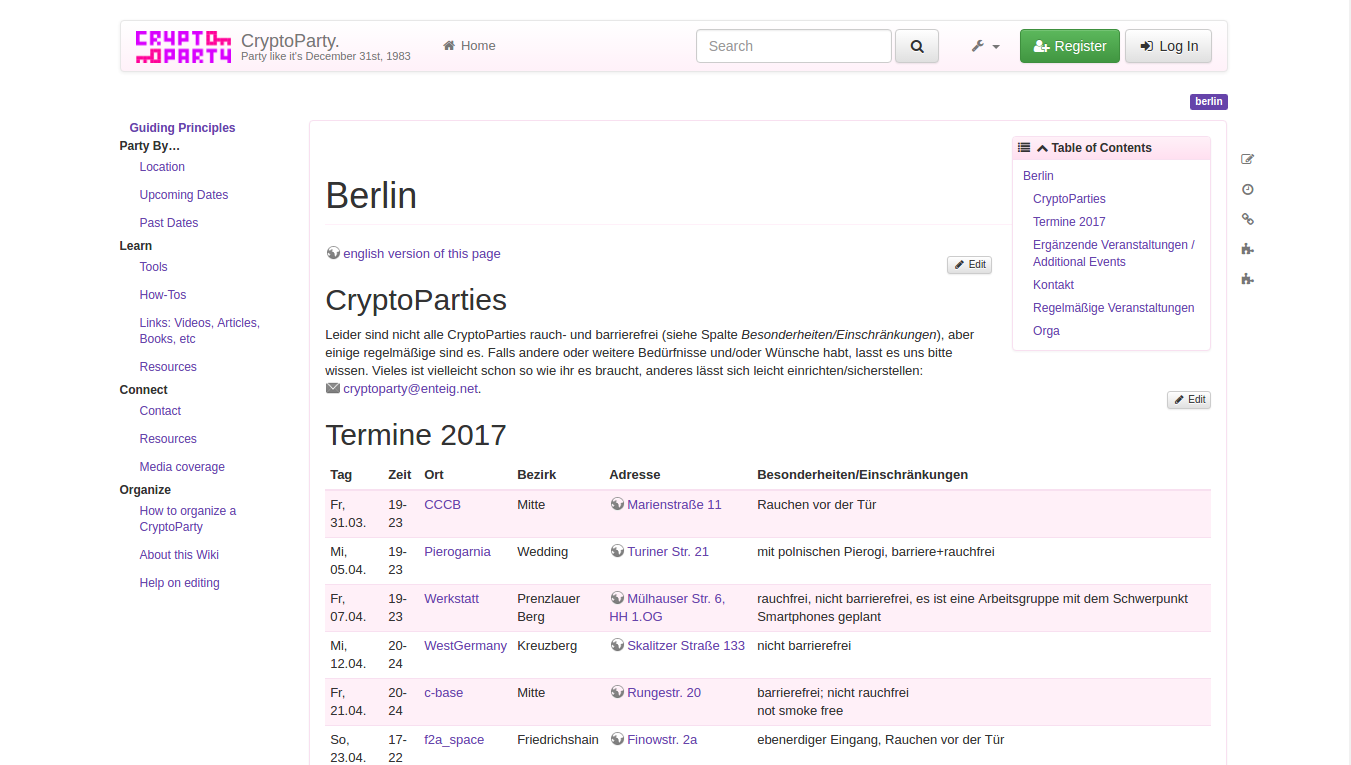 CRYPTO PARTY
CryptoParty.
Party like it's December 31st, 1983
Home
Search
Register
Log In
berlin
Guiding Principles
Party By…
Location
Upcoming Dates
Past Dates
Learn
Tools
How-Tos
Links: Videos, Articles,
Books, etc
Resources
Connect
Contact
Resources
Media coverage
Organize
How to organize a
CryptoParty
About this Wiki
Help on editing
Table of Contents
Berlin
CryptoParties
Termine 2017
Ergänzende Veranstaltungen /
Additional Events
Kontakt
Regelmäßige Veranstaltungen
Orga
Berlin
english version of this page
Edit
CryptoParties
Leider sind nicht alle CryptoParties rauch- und barrierefrei (siehe Spalte Besonderheiten/Einschränkungen), aber
einige regelmäßige sind es. Falls andere oder weitere Bedürfnisse und/oder Wünsche habt, lasst es uns bitte
wissen. Vieles ist vielleicht schon so wie ihr es braucht, anderes lässt sich leicht einrichten/sicherstellen:
cryptoparty@enteig.net.
Edit
Termine 2017
Tag Zeit Ort Bezirk Adresse Besonderheiten/Einschränkungen
Fr, 19- CCCB Mitte Marienstraße 11 Rauchen vor der Tür
31.03. 23
Mi, 19- Pierogarnia Wedding Turiner Str. 21 mit polnischen Pierogi, barriere+rauchfrei
05.04. 23
Fr, 19- Werkstatt Prenzlauer Mülhauser Str. 6, rauchfrei, nicht barrierefrei, es ist eine Arbeitsgruppe mit dem Schwerpunkt
07.04. 23 Berg HH 1.OG Smartphones geplant
Mi, 20- WestGermany Kreuzberg Skalitzer Straße 133 nicht barrierefrei
12.04. 24
Fr, 20- c-base Mitte Rungestr. 20 barrierefrei; nicht rauchfrei
21.04. 24 not smoke free
So, 17- f2a_space Friedrichshain Finowstr. 2a ebenerdiger Eingang, Rauchen vor der Tür
23.04. 22